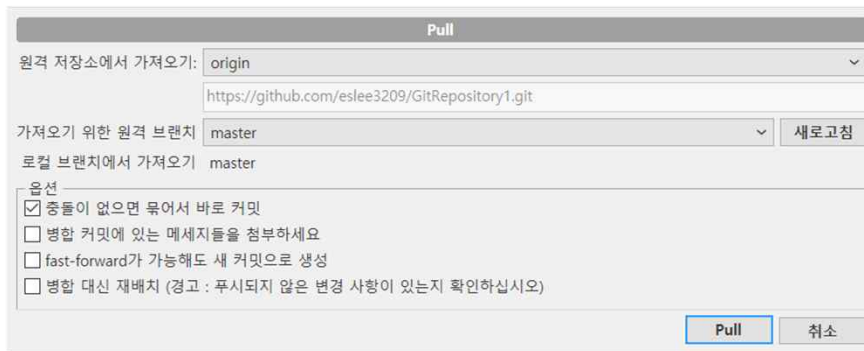 Pull
원격 저장소에서 가져오기: origin
https://github.com/eslee3209/GitRepository1.git
가져오기 위한 원격 브랜치 master 새로고침
로컬 브랜치에서 가져오기 master
옵션
충돌이 없으면 묶어서 바로 커밋
병합 커밋에 있는 메세지들을 첨부하세요
fast-forward가 가능해도 새 커밋으로 생성
병합 대신 재배치 (경고 : 푸시되지 않은 변경 사항이 있는지 확인하십시오)
Pull 취소